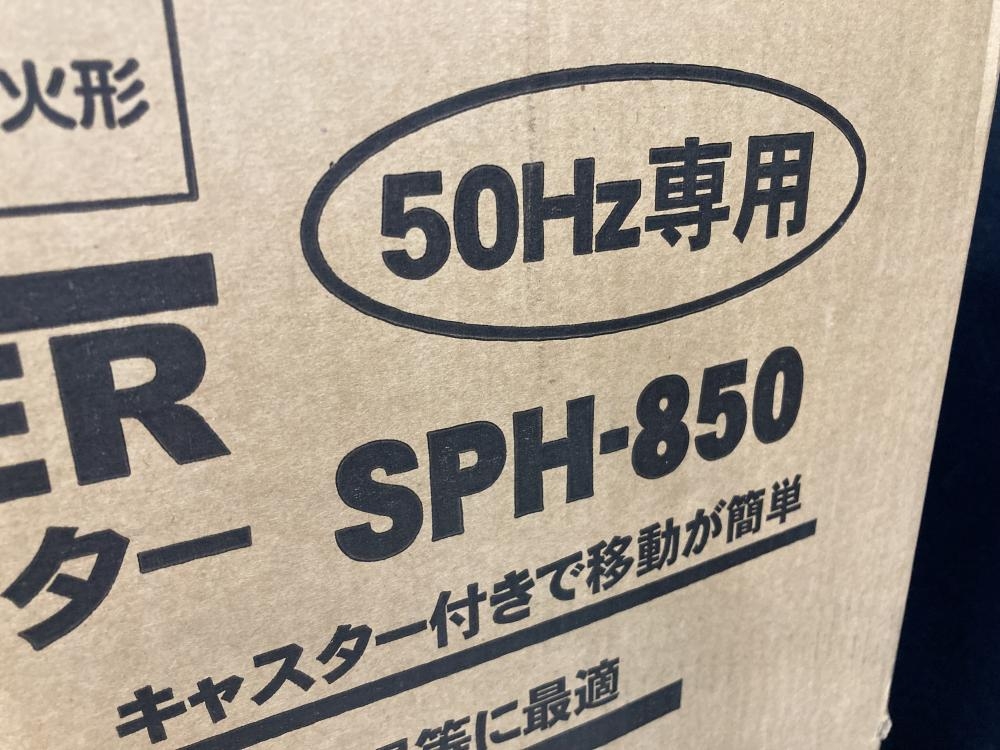 火形
50Hz専用
ER
SPH-850
ター
キャスター付きで移動が簡単
等に最適